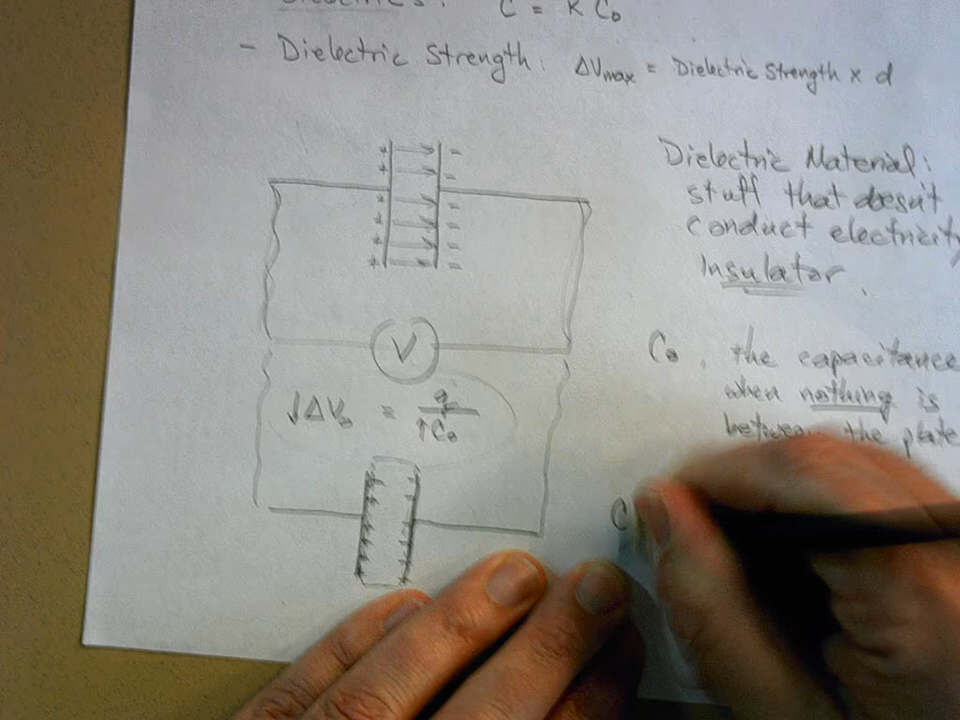 Dielectrics: C = K C₀
- Dielectric Strength: ΔVmax = Dielectric Strength x d
Dielectric Material:
stuff that doesn't
conduct electricity
Insulator.
C₀, the capacitance
when nothing is
between the plate
V
↓ΔV₀ = q/↑C₀
C